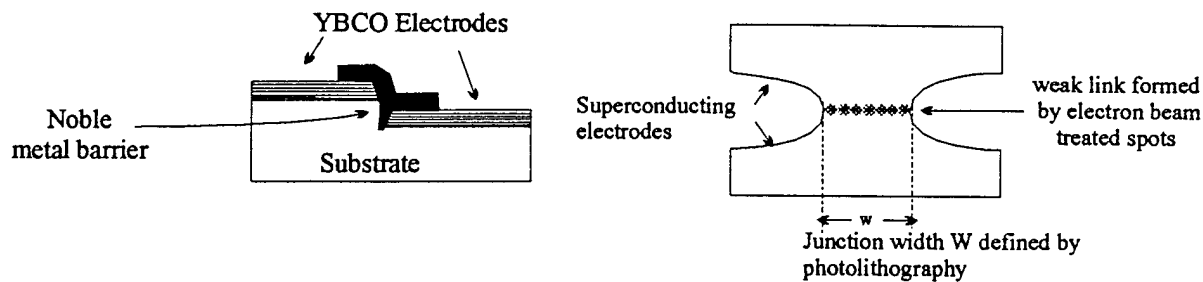 YBCO Electrodes
Noble
metal barrier
Substrate
Superconducting
electrodes
weak link formed
by electron beam
treated spots
w
Junction width W defined by
photolithography